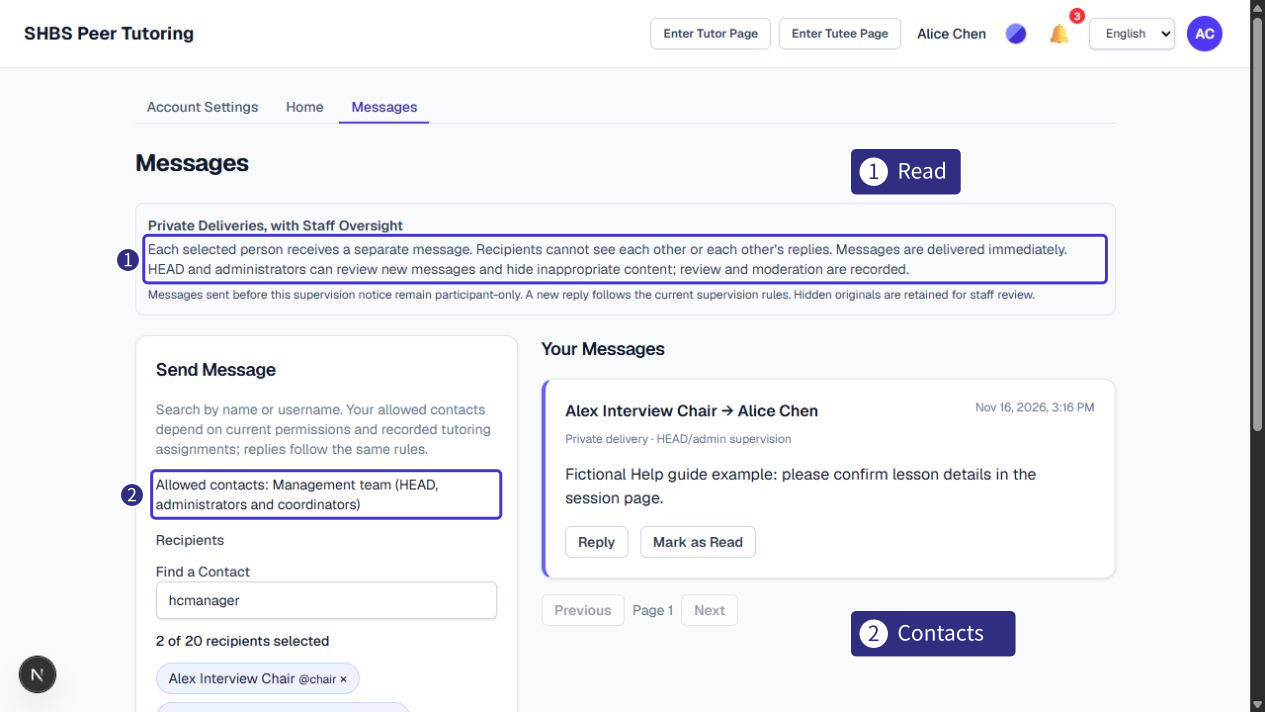 SHBS Peer Tutoring
Enter Tutor Page
Enter Tutee Page
Alice Chen
3
English
AC
Account Settings
Home
Messages
Messages
1 Read
Private Deliveries, with Staff Oversight
1
Each selected person receives a separate message. Recipients cannot see each other or each other's replies. Messages are delivered immediately.
HEAD and administrators can review new messages and hide inappropriate content; review and moderation are recorded.
Messages sent before this supervision notice remain participant-only. A new reply follows the current supervision rules. Hidden originals are retained for staff review.
Send Message
Search by name or username. Your allowed contacts
depend on current permissions and recorded tutoring
assignments; replies follow the same rules.
2
Allowed contacts: Management team (HEAD,
administrators and coordinators)
Recipients
Find a Contact
hcmanager
2 of 20 recipients selected
Alex Interview Chair @chair ×
Your Messages
Alex Interview Chair → Alice Chen
Nov 16, 2026, 3:16 PM
Private delivery · HEAD/admin supervision
Fictional Help guide example: please confirm lesson details in the
session page.
Reply
Mark as Read
Previous
Page 1
Next
2 Contacts
N